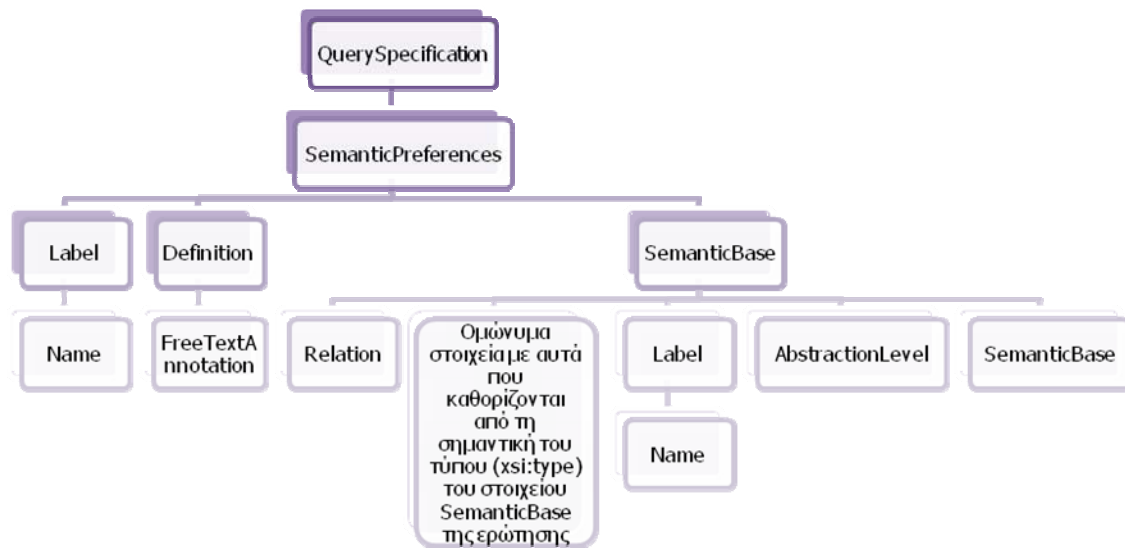 QuerySpecification
SemanticPreferences
Label
Definition
SemanticBase
Name
FreeTextA
nnotation
Relation
Ομώνυμα
στοιχεία με αυτά
που
καθορίζονται
από τη
σημαντική του
τύπου (xsi:type)
του στοιχείου
SemanticBase
της ερώτησης
Label
AbstractionLevel
SemanticBase
Name